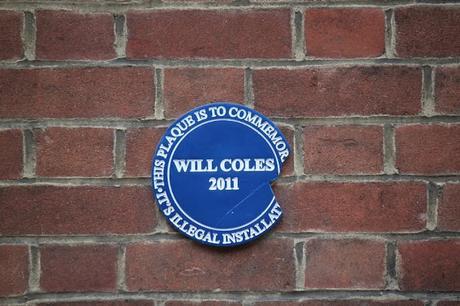 •THIS PLAQUE IS TO COMMEMOR
WILL COLES
2011
IT'S ILLEGAL INSTALLAT